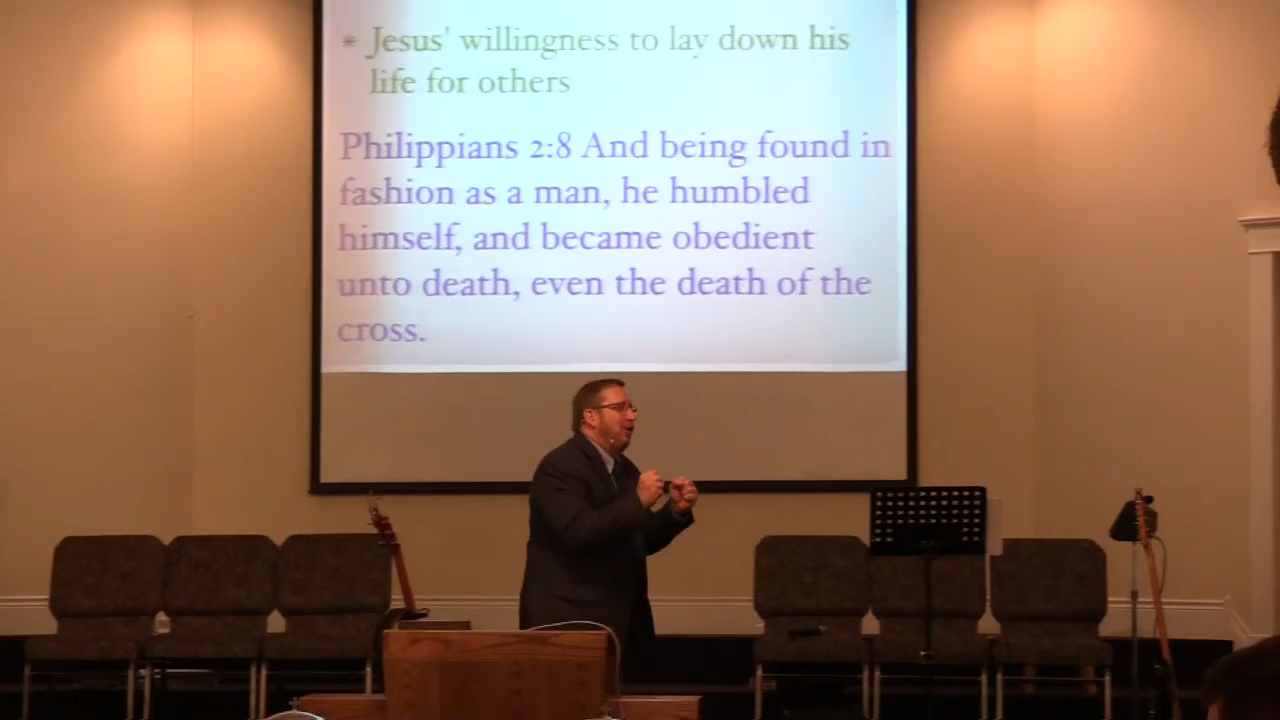 * Jesus' willingness to lay down his
life for others
Philippians 2:8 And being found in
fashion as a man, he humbled
himself, and became obedient
unto death, even the death of the
cross.